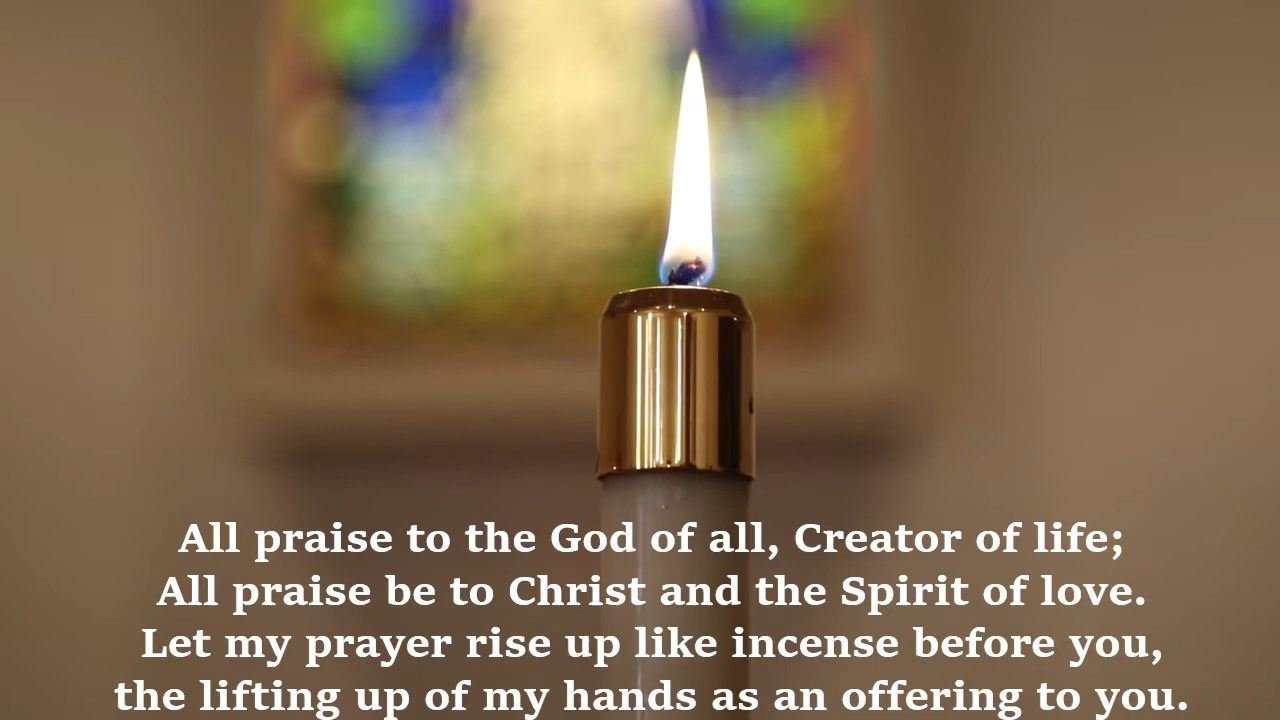 All praise to the God of all, Creator of life;
All praise be to Christ and the Spirit of love.
Let my prayer rise up like incense before you,
the lifting up of my hands as an offering to you.